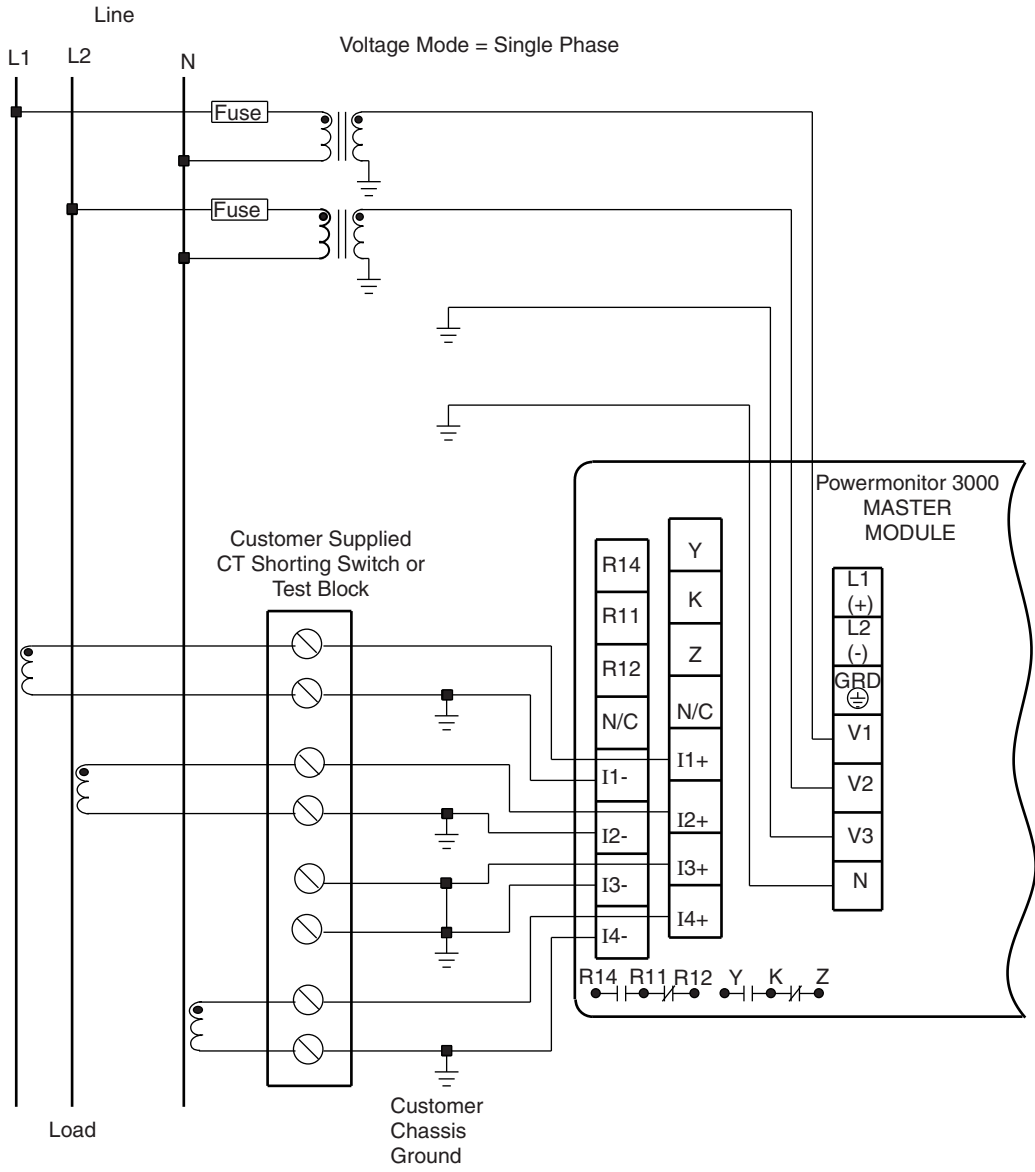 Line
Voltage Mode = Single Phase
L1
L2
N
Fuse
Fuse
Powermonitor 3000
MASTER
MODULE
Customer Supplied
CT Shorting Switch or
Test Block
R14
R11
R12
N/C
I1-
I2-
I3-
I4-
Y
K
Z
N/C
I1+
I2+
I3+
I4+
L1
(+)
L2
(-)
GRD
V1
V2
V3
N
R14 R11 R12 Y K Z
Customer
Chassis
Ground
Load